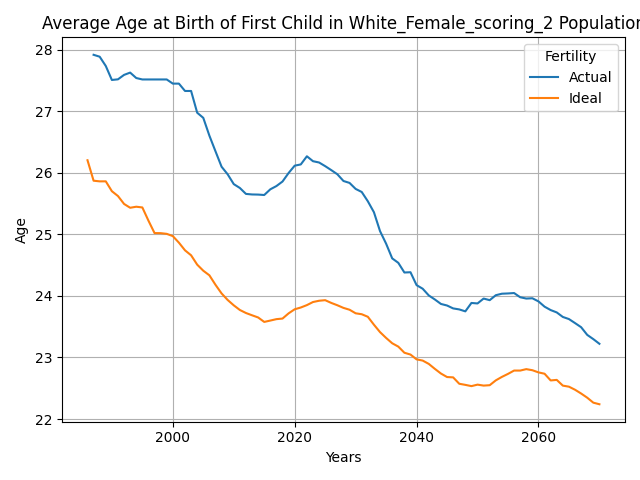 Average Age at Birth of First Child in White_Female_scoring_2 Population
28
27
26
25
24
23
22
Age
Fertility
Actual
Ideal
2000 2020 2040 2060
Years